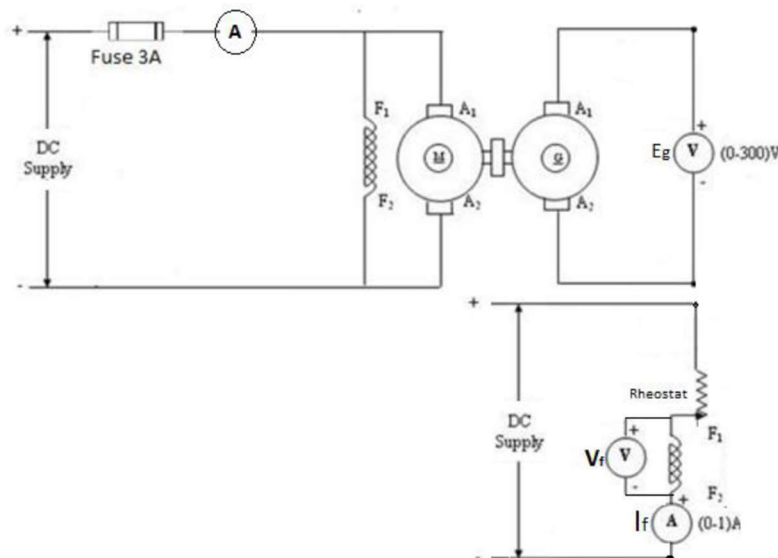 +
A
Fuse 3A
F₁
A₁
A₁
DC
Supply
M
G
Eg
+
V
(0-300)V
-
F₂
A₂
A₂
-
+
Rheostat
DC
Supply
+
F₁
Vf
V
-
F₂
+
If
A
(0-1)A
-